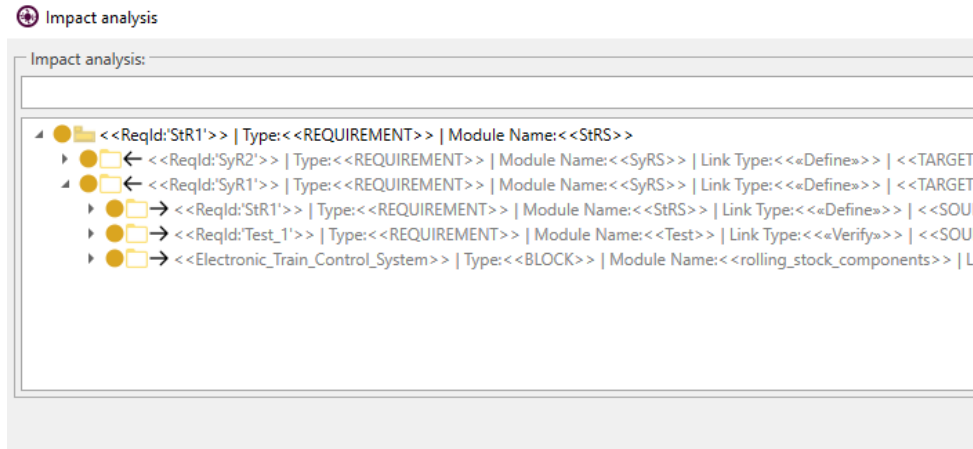 Impact analysis
Impact analysis:
<<ReqId:'StR1'>> | Type:<<REQUIREMENT>> | Module Name:<<StRS>>
<<ReqId:'SyR2'>> | Type:<<REQUIREMENT>> | Module Name:<<SyRS>> | Link Type:<<«Define»>> | <<TARGET
<<ReqId:'SyR1'>> | Type:<<REQUIREMENT>> | Module Name:<<SyRS>> | Link Type:<<«Define»>> | <<TARGET
<<ReqId:'StR1'>> | Type:<<REQUIREMENT>> | Module Name:<<StRS>> | Link Type:<<«Define»>> | <<SOU
<<ReqId:'Test_1'>> | Type:<<REQUIREMENT>> | Module Name:<<Test>> | Link Type:<<«Verify»>> | <<SOU
<<Electronic_Train_Control_System>> | Type:<<BLOCK>> | Module Name:<<rolling_stock_components>> | L